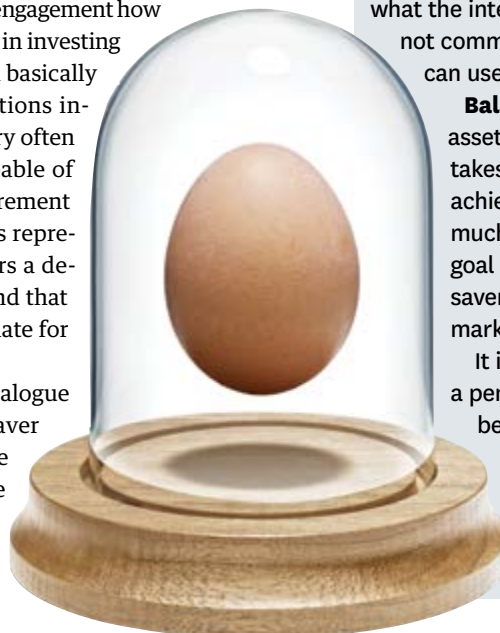 engagement how
in investing
basically
tions in-
ry often
able of
rement
s repre-
rs a de-
nd that
ate for
alogue
aver
e
e
what the inte
not comm
can use
Bal
asset
takes
achie
much
goal
saver
mark
It i
a per
be